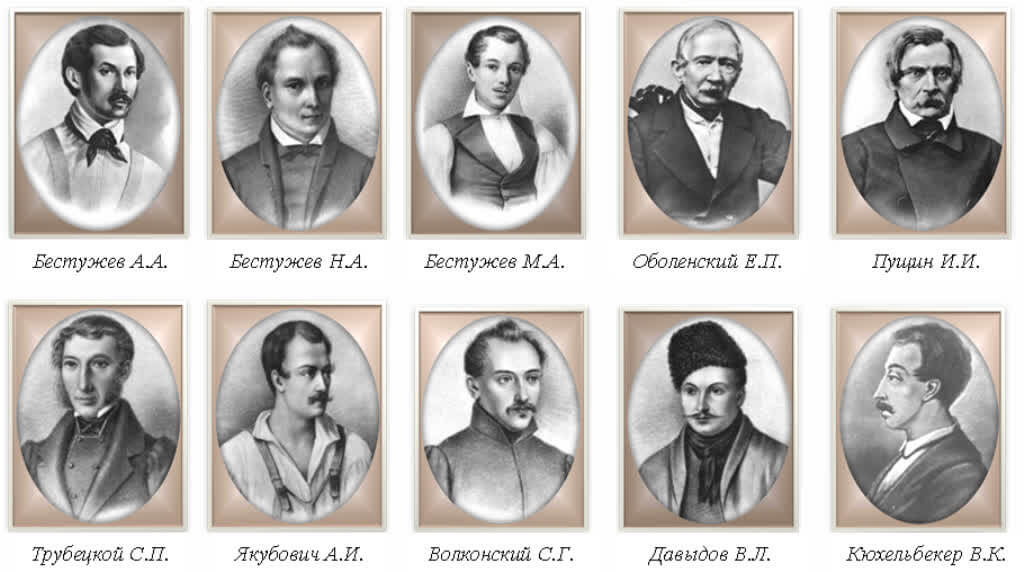 Бестужев А.А.
Бестужев Н.А.
Бестужев М.А.
Оболенский Е.П.
Пущин И.И.
Трубецкой С.П.
Якубович А.И.
Волконский С.Г.
Давыдов В.Л.
Кюхельбекер В.К.